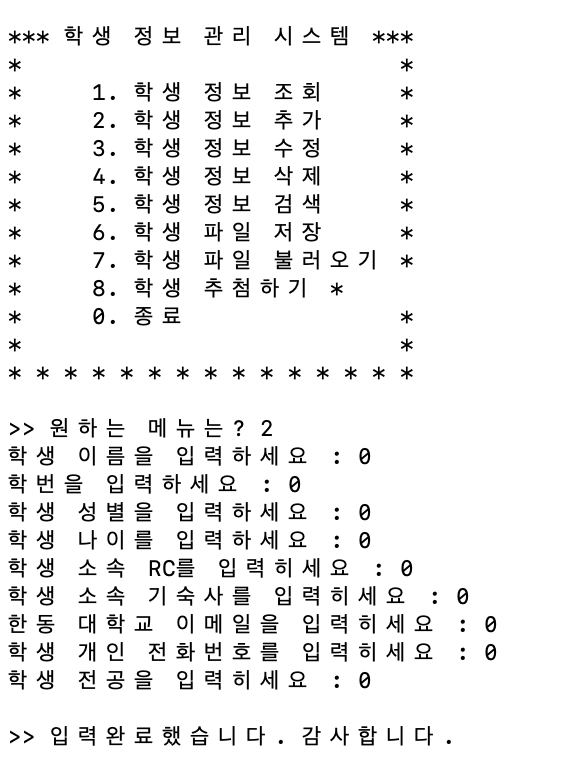 *** 학생 정보 관리 시스템 ***
* *
* 1. 학생 정보 조회 *
* 2. 학생 정보 추가 *
* 3. 학생 정보 수정 *
* 4. 학생 정보 삭제 *
* 5. 학생 정보 검색 *
* 6. 학생 파일 저장 *
* 7. 학생 파일 불러오기 *
* 8. 학생 추첨하기 *
* 0. 종료 *
* *
* * * * * * * * * * * * * * *
>> 원하는 메뉴는? 2
학생 이름을 입력하세요 : 0
학번을 입력하세요 : 0
학생 성별을 입력하세요 : 0
학생 나이를 입력하세요 : 0
학생 소속 RC를 입력히세요 : 0
학생 소속 기숙사를 입력히세요 : 0
한동 대학교 이메일을 입력히세요 : 0
학생 개인 전화번호를 입력히세요 : 0
학생 전공을 입력히세요 : 0
>> 입력완료했습니다. 감사합니다.